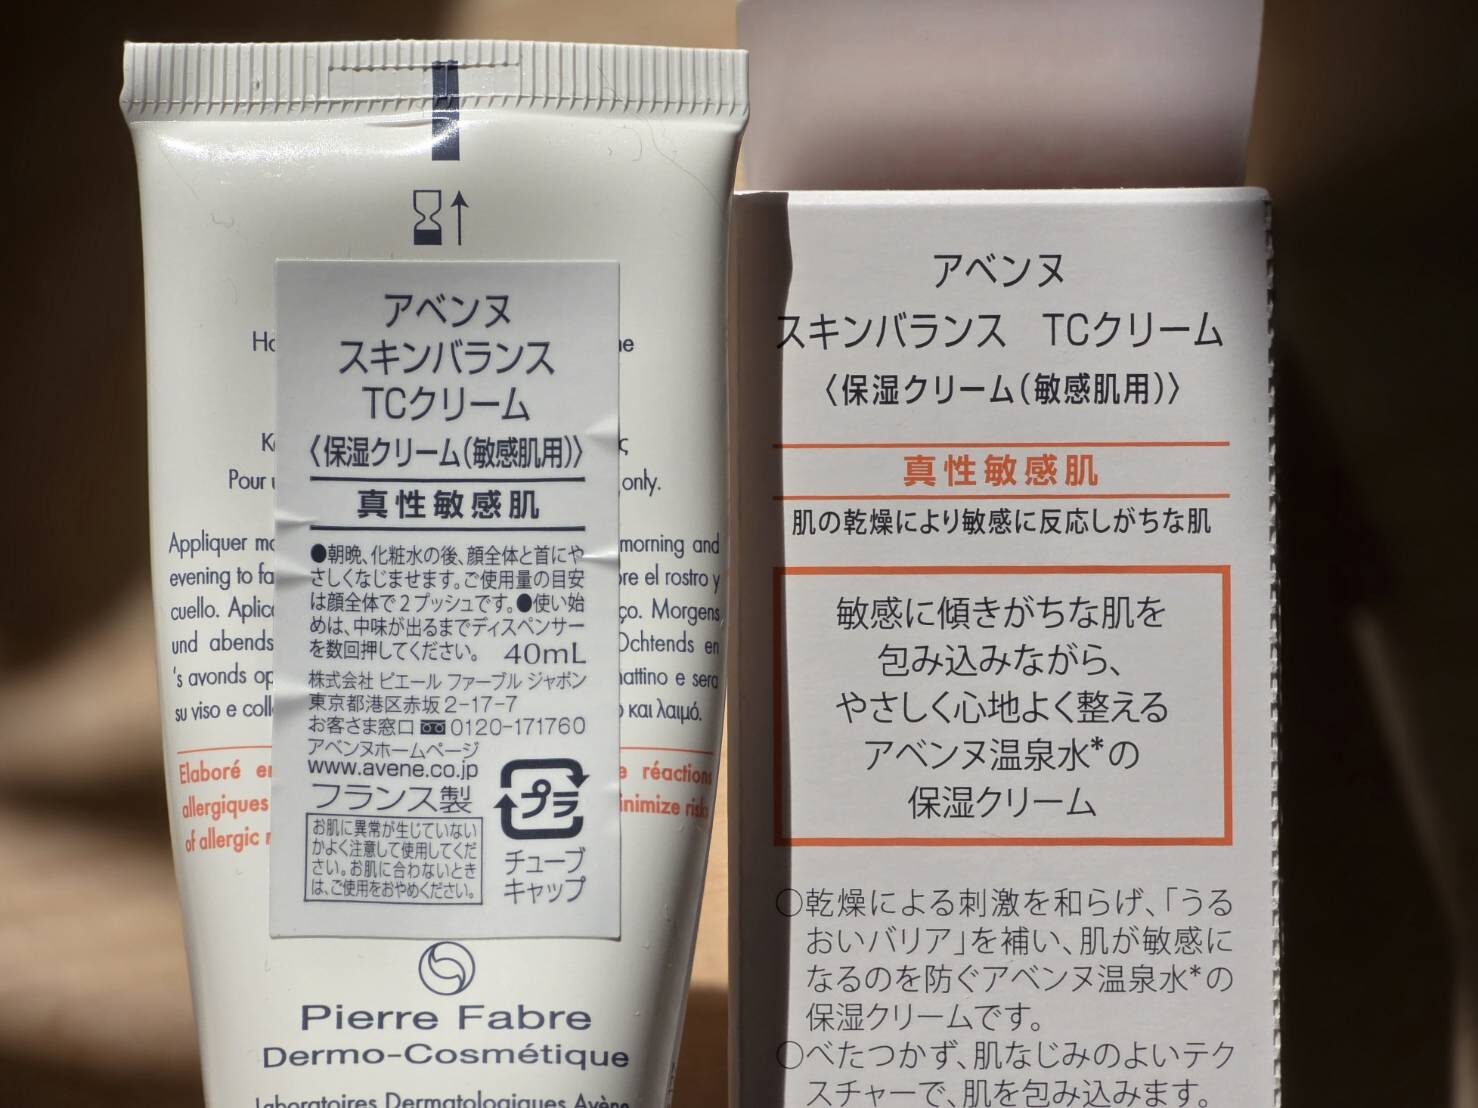 アベンヌ
スキンバランス
TCクリーム
〈保湿クリーム(敏感肌用)〉
真性敏感肌
●朝晩、化粧水の後、顔全体と首にや
さしくなじませます。ご使用量の目安
は顔全体で2プッシュです。●使い始
めは、中味が出るまでディスペンサー
を数回押してください。 40mL
株式会社 ピエール ファーブル ジャポン
東京都港区赤坂2-17-7
お客さま窓口 0120-171760
アベンヌホームページ
www.avene.co.jp
フランス製
お肌に異常が生じていない
かよく注意して使用してくだ
さい。お肌に合わないとき
は、ご使用をおやめください。
プラ
チューブ
キャップ
Pour
only.
Appliquer
morning and
evening to
el rostro y
cuello.
Morgens
und abends
Ochtends en
's avonds
mattino e sera
su viso e
και λαιμό.
Elaboré
réactions
allergiques
minimize
of allergic
Pierre Fabre
Dermo-Cosmétique
Laboratoires Dermatologiques Avène
アベンヌ
スキンバランス TCクリーム
〈保湿クリーム(敏感肌用)〉
真性敏感肌
肌の乾燥により敏感に反応しがちな肌
敏感に傾きがちな肌を
包み込みながら、
やさしく心地よく整える
アベンヌ温泉水*の
保湿クリーム
○乾燥による刺激を和らげ、「うる
おいバリア」を補い、肌が敏感に
なるのを防ぐアベンヌ温泉水*の
保湿クリームです。
○べたつかず、肌なじみのよいテク
スチャーで、肌を包み込みます。